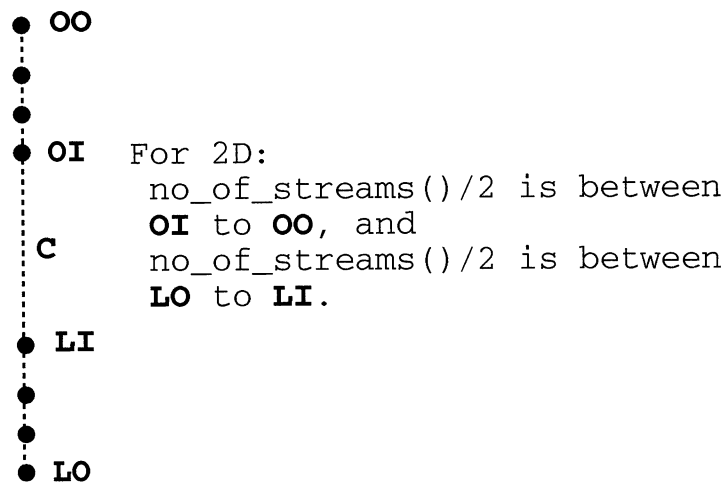 OO
OI For 2D:
no_of_streams()/2 is between
OI to OO, and
C no_of_streams()/2 is between
LO to LI.
LI
LO